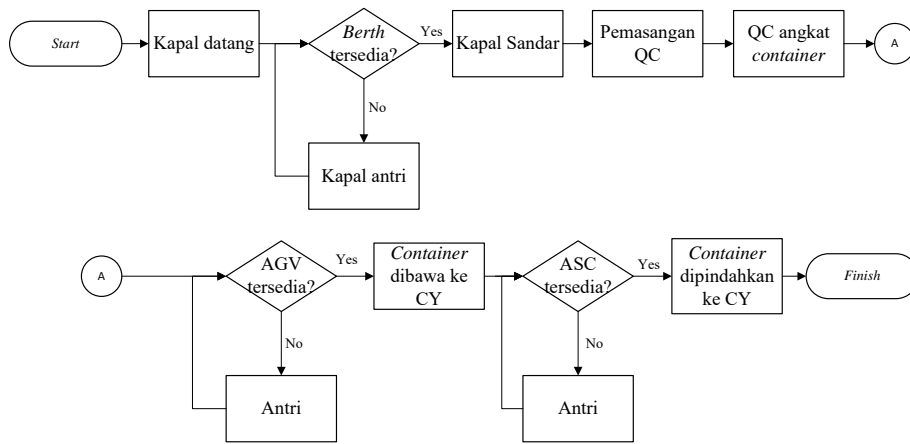 Start
Kapal datang
Berth
tersedia?
Yes
Kapal Sandar
Pemasangan
QC
QC angkat
container
A
No
Kapal antri
A
AGV
tersedia?
Yes
Container
dibawa ke
CY
ASC
tersedia?
Yes
Container
dipindahkan
ke CY
Finish
No
Antri
No
Antri